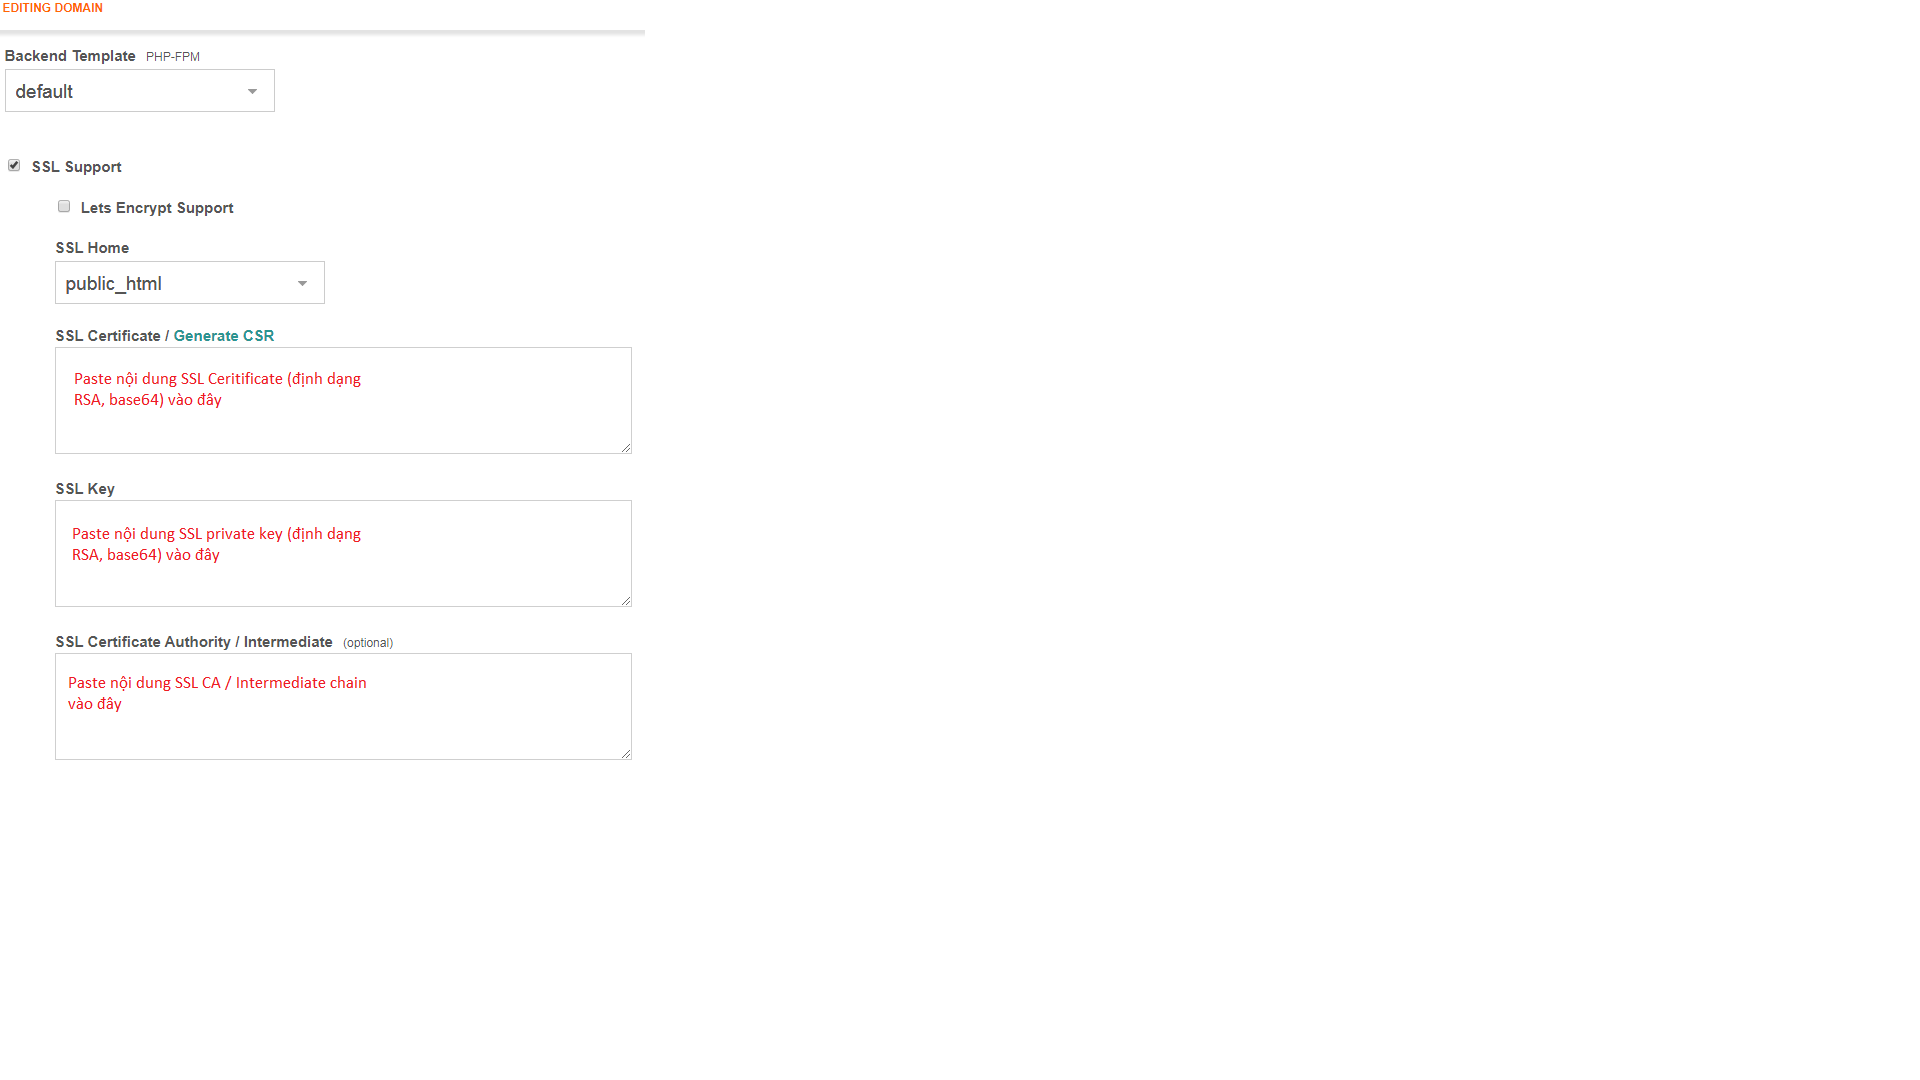 EDITING DOMAIN
Backend Template PHP-FPM
default
SSL Support
Lets Encrypt Support
SSL Home
public_html
SSL Certificate / Generate CSR
Paste nội dung SSL Ceritificate (định dạng
RSA, base64) vào đây
SSL Key
Paste nội dung SSL private key (định dạng
RSA, base64) vào đây
SSL Certificate Authority / Intermediate (optional)
Paste nội dung SSL CA / Intermediate chain
vào đây